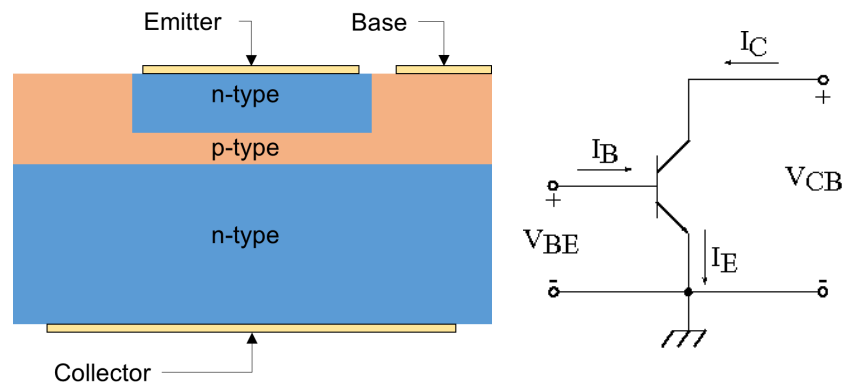 Emitter
Base
n-type
p-type
n-type
Collector
I_C
+
I_B
+
V_CB
V_BE
I_E
-
-